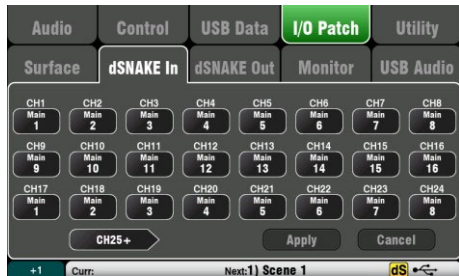 Audio Control USB Data I/O Patch Utility
Surface dSNAKE In dSNAKE Out Monitor USB Audio
CH1 CH2 CH3 CH4 CH5 CH6 CH7 CH8
Main Main Main Main Main Main Main Main
1 2 3 4 5 6 7 8
CH9 CH10 CH11 CH12 CH13 CH14 CH15 CH16
Main Main Main Main Main Main Main Main
9 10 11 12 13 14 15 16
CH17 CH18 CH19 CH20 CH21 CH22 CH23 CH24
Main Main Main Main Main Main Main Main
1 2 3 4 5 6 7 8
CH25+ Apply Cancel
+1 Curr: Next:1) Scene 1 dS